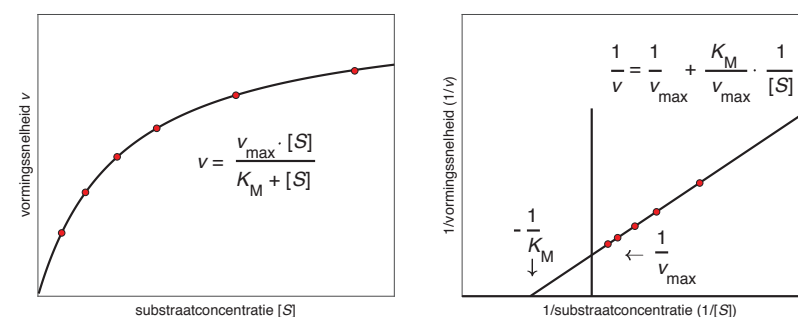 vormingssnelheid v
v = v_max · [S] / K_M + [S]
substraatconcentratie [S]
1/vormingssnelheid (1/v)
1/v = 1/v_max + K_M/v_max · 1/[S]
- 1/K_M
↓
← 1/v_max
1/substraatconcentratie (1/[S])